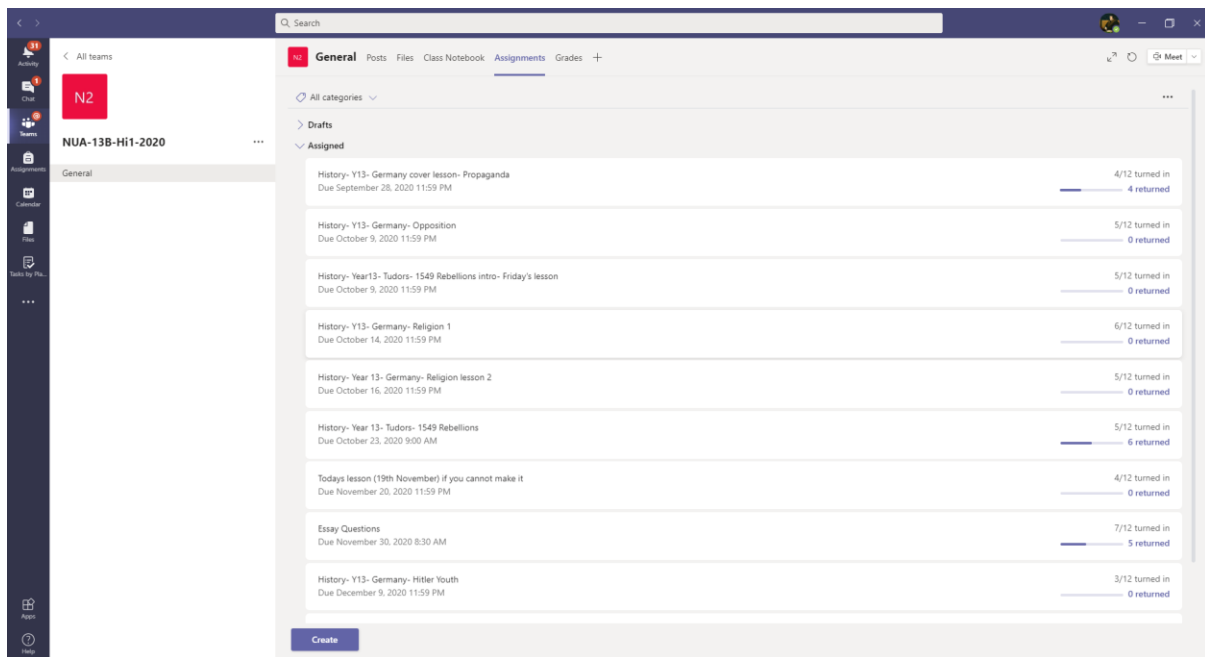 Search
31
Activity
1
Chat
Teams
Assignments
Calendar
Files
Tasks by Pla...
Apps
Help
All teams
N2
NUA-13B-Hi1-2020
General
N2 General Posts Files Class Notebook Assignments Grades
Meet
All categories
Drafts
Assigned
History- Y13- Germany cover lesson- Propaganda 4/12 turned in
Due September 28, 2020 11:59 PM 4 returned
History- Y13- Germany- Opposition 5/12 turned in
Due October 9, 2020 11:59 PM 0 returned
History- Year13- Tudors- 1549 Rebellions intro- Friday's lesson 5/12 turned in
Due October 9, 2020 11:59 PM 0 returned
History- Y13- Germany- Religion 1 6/12 turned in
Due October 14, 2020 11:59 PM 0 returned
History- Year 13- Germany- Religion lesson 2 5/12 turned in
Due October 16, 2020 11:59 PM 0 returned
History- Year 13- Tudors- 1549 Rebellions 5/12 turned in
Due October 23, 2020 9:00 AM 6 returned
Todays lesson (19th November) if you cannot make it 4/12 turned in
Due November 20, 2020 11:59 PM 0 returned
Essay Questions 7/12 turned in
Due November 30, 2020 8:30 AM 5 returned
History- Y13- Germany- Hitler Youth 3/12 turned in
Due December 9, 2020 11:59 PM 0 returned
Create